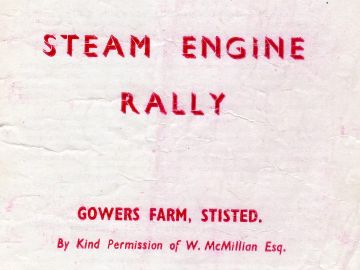 STEAM ENGINE
RALLY
GOWERS FARM, STISTED.
By Kind Permission of W. McMillian Esq.